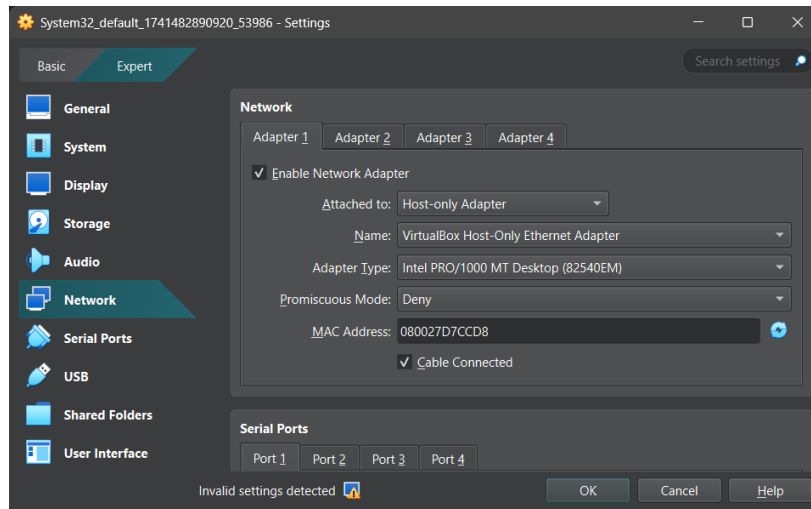 System32_default_1741482890920_53986 - Settings
Basic
Expert
Search settings
General
System
Display
Storage
Audio
Network
Serial Ports
USB
Shared Folders
User Interface
Network
Adapter 1
Adapter 2
Adapter 3
Adapter 4
Enable Network Adapter
Attached to: Host-only Adapter
Name: VirtualBox Host-Only Ethernet Adapter
Adapter Type: Intel PRO/1000 MT Desktop (82540EM)
Promiscuous Mode: Deny
MAC Address: 080027D7CCD8
Cable Connected
Serial Ports
Port 1
Port 2
Port 3
Port 4
Invalid settings detected
OK
Cancel
Help